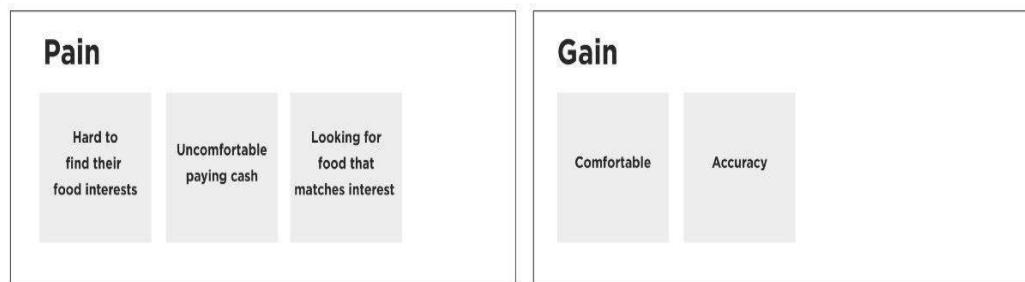 Pain
Hard to
find their
food interests
Uncomfortable
paying cash
Looking for
food that
matches interest
Gain
Comfortable
Accuracy